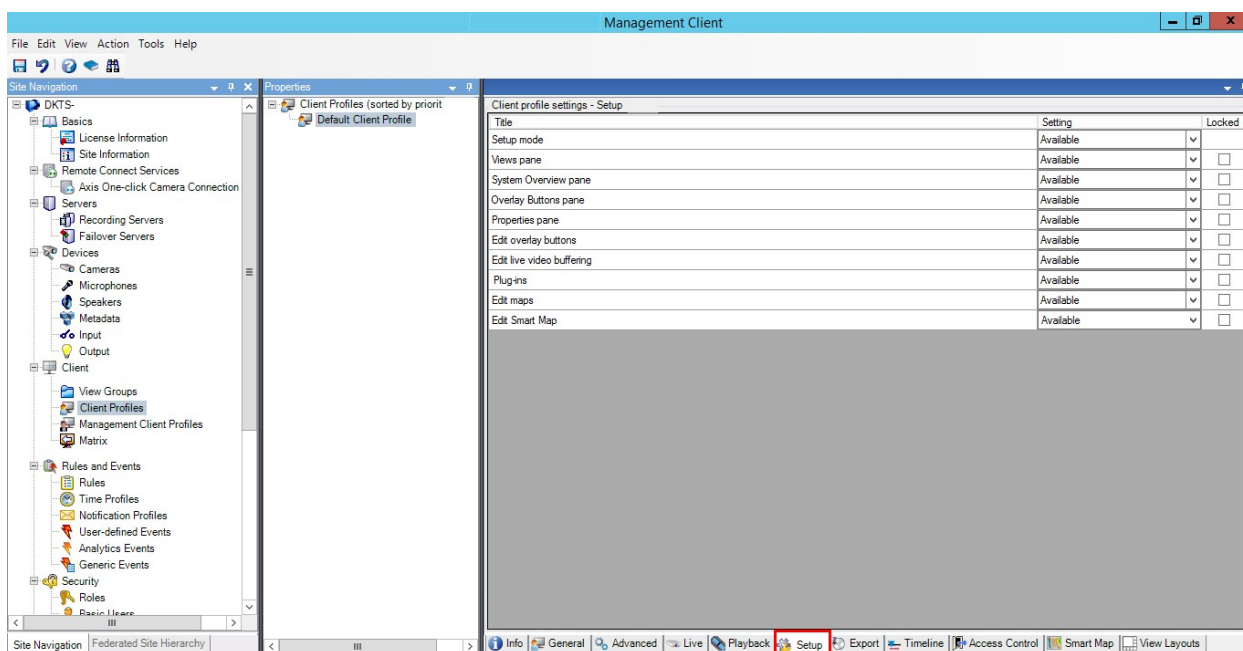 Management Client
File Edit View Action Tools Help
Site Navigation
DKTS-
Basics
License Information
Site Information
Remote Connect Services
Axis One-click Camera Connection
Servers
Recording Servers
Failover Servers
Devices
Cameras
Microphones
Speakers
Metadata
Input
Output
Client
View Groups
Client Profiles
Management Client Profiles
Matrix
Rules and Events
Rules
Time Profiles
Notification Profiles
User-defined Events
Analytics Events
Generic Events
Security
Roles
Basic Users
Site Navigation Federated Site Hierarchy
Properties
Client Profiles (sorted by priorit
Default Client Profile
Client profile settings - Setup
Title Setting Locked
Setup mode Available
Views pane Available
System Overview pane Available
Overlay Buttons pane Available
Properties pane Available
Edit overlay buttons Available
Edit live video buffering Available
Plug-ins Available
Edit maps Available
Edit Smart Map Available
Info General Advanced Live Playback Setup Export Timeline Access Control Smart Map View Layouts